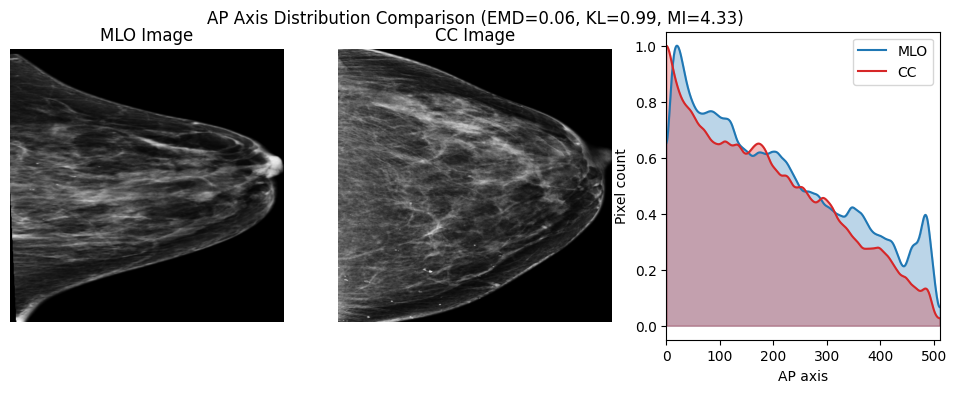 AP Axis Distribution Comparison (EMD=0.06, KL=0.99, MI=4.33)
MLO Image
CC Image
MLO
CC
1.0
0.8
0.6
0.4
0.2
0.0
Pixel count
0 100 200 300 400 500
AP axis